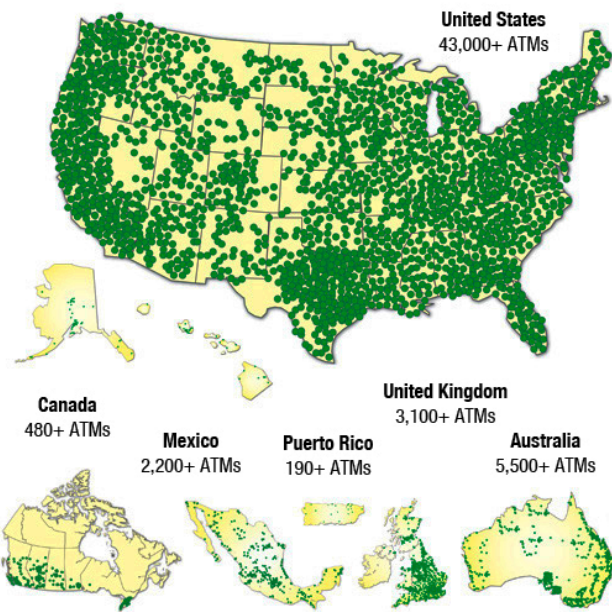 United States
43,000+ ATMs
United Kingdom
3,100+ ATMs
Canada
480+ ATMs
Mexico
2,200+ ATMs
Puerto Rico
190+ ATMs
Australia
5,500+ ATMs